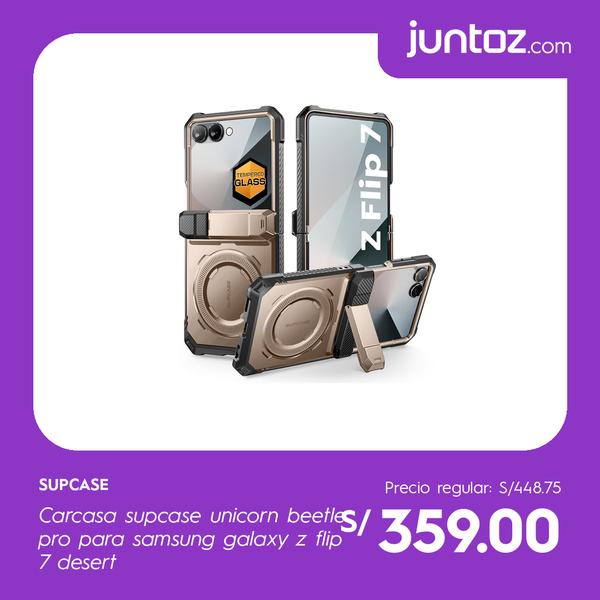 juntoz.com
TEMPERED
GLASS
Z Flip 7
SUPCASE
SUPCASE
SUPCASE
Precio regular: S/448.75
Carcasa supcase unicorn beetle
pro para samsung galaxy z flip
7 desert
S/ 359.00